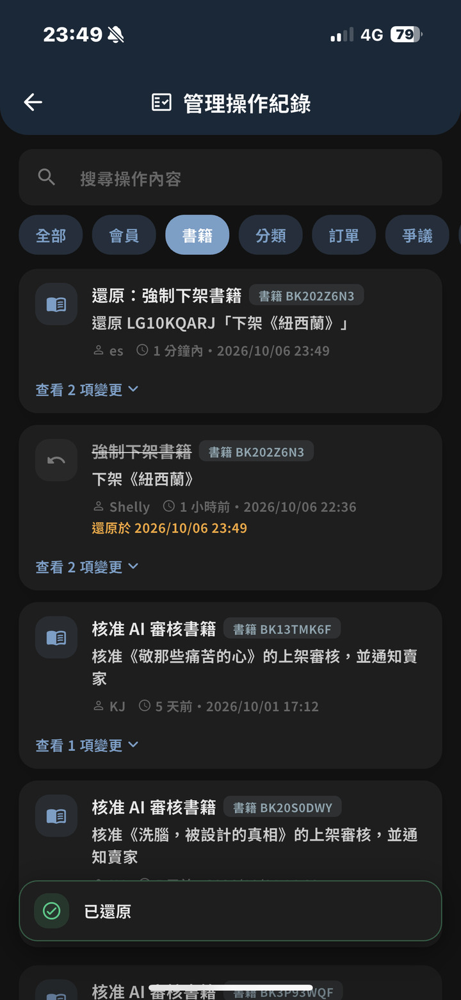 23:49
4G 79
管理操作紀錄
搜尋操作內容
全部 會員 書籍 分類 訂單 爭議
還原：強制下架書籍 書籍 BK202Z6N3
還原 LG10KQARJ「下架《紐西蘭》」
es 1 分鐘內・2026/10/06 23:49
查看 2 項變更
強制下架書籍 書籍 BK202Z6N3
下架《紐西蘭》
Shelly 1 小時前・2026/10/06 22:36
還原於 2026/10/06 23:49
查看 2 項變更
核准 AI 審核書籍 書籍 BK13TMK6F
核准《敬那些痛苦的心》的上架審核，並通知賣
家
KJ 5 天前・2026/10/01 17:12
查看 1 項變更
核准 AI 審核書籍 書籍 BK20S0DWY
核准《洗腦，被設計的真相》的上架審核，並通
知賣家
已還原
核准 AI 審核書籍 書籍 BK3P93WQF